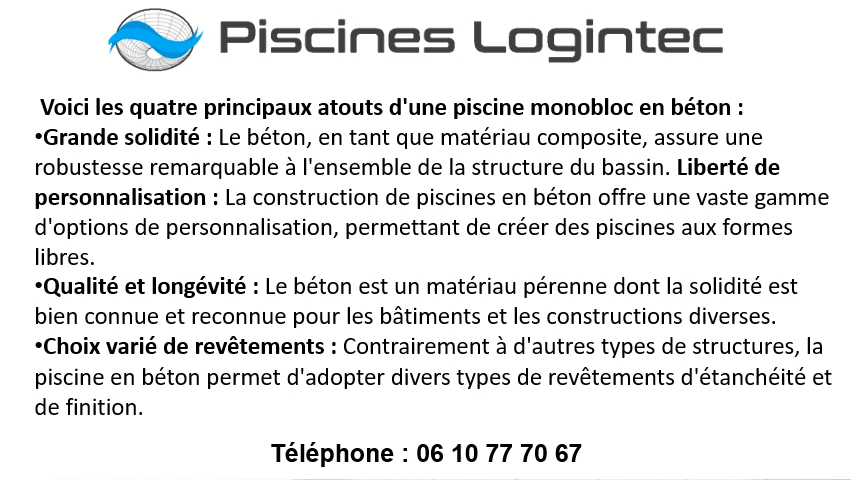 Piscines Logintec
Voici les quatre principaux atouts d'une piscine monobloc en béton :
•Grande solidité : Le béton, en tant que matériau composite, assure une
robustesse remarquable à l'ensemble de la structure du bassin. Liberté de
personnalisation : La construction de piscines en béton offre une vaste gamme
d'options de personnalisation, permettant de créer des piscines aux formes
libres.
•Qualité et longévité : Le béton est un matériau pérenne dont la solidité est
bien connue et reconnue pour les bâtiments et les constructions diverses.
•Choix varié de revêtements : Contrairement à d'autres types de structures, la
piscine en béton permet d'adopter divers types de revêtements d'étanchéité et
de finition.
Téléphone : 06 10 77 70 67